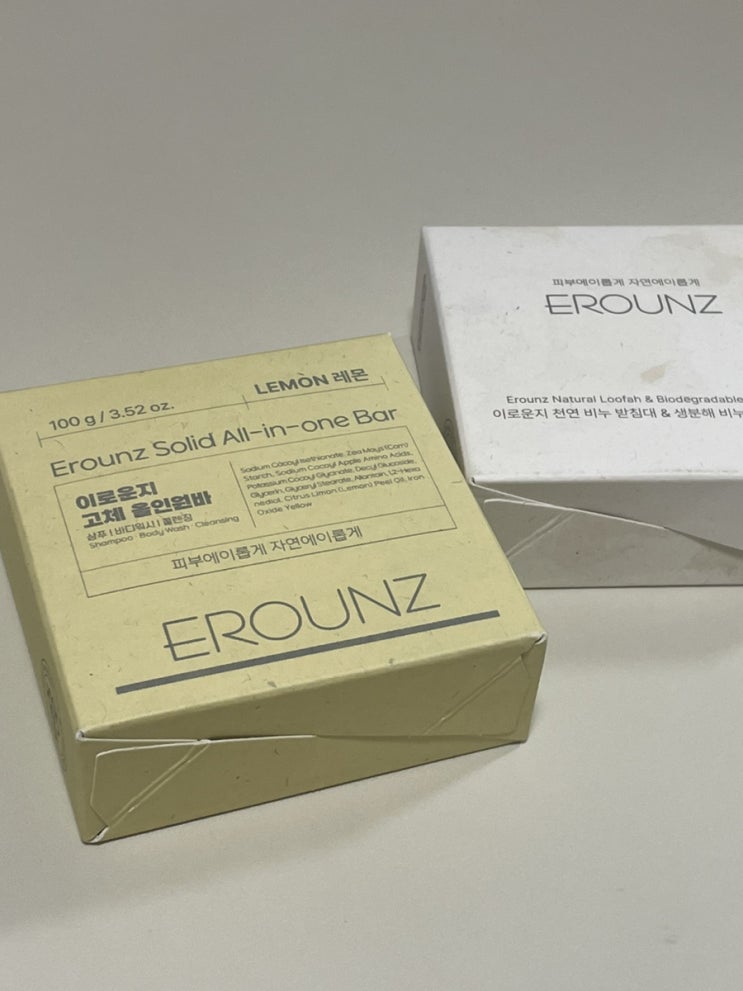 100 g / 3.52 oz.
LEMON 레몬
Erounz Solid All-in-one Bar
이로운지
고체 올인원바
샴푸 | 바디워시 | 클렌징
Shampoo · Body Wash · Cleansing
Sodium Cocoyl Isethionate, Zea Mays (Corn)
Starch, Sodium Cocoyl Apple Amino Acids,
Potassium Cocoyl Glycinate, Decyl Glucoside,
Glycerin, Glyceryl Stearate, Allantoin, 1,2-Hexa
nediol, Citrus Limon (Lemon) Peel Oil, Iron
Oxide Yellow
피부에이롭게 자연에이롭게
EROUNZ
피부에이롭게 자연에이롭게
EROUNZ
Erounz Natural Loofah & Biodegradable
이로운지 천연 비누 받침대 & 생분해 비누